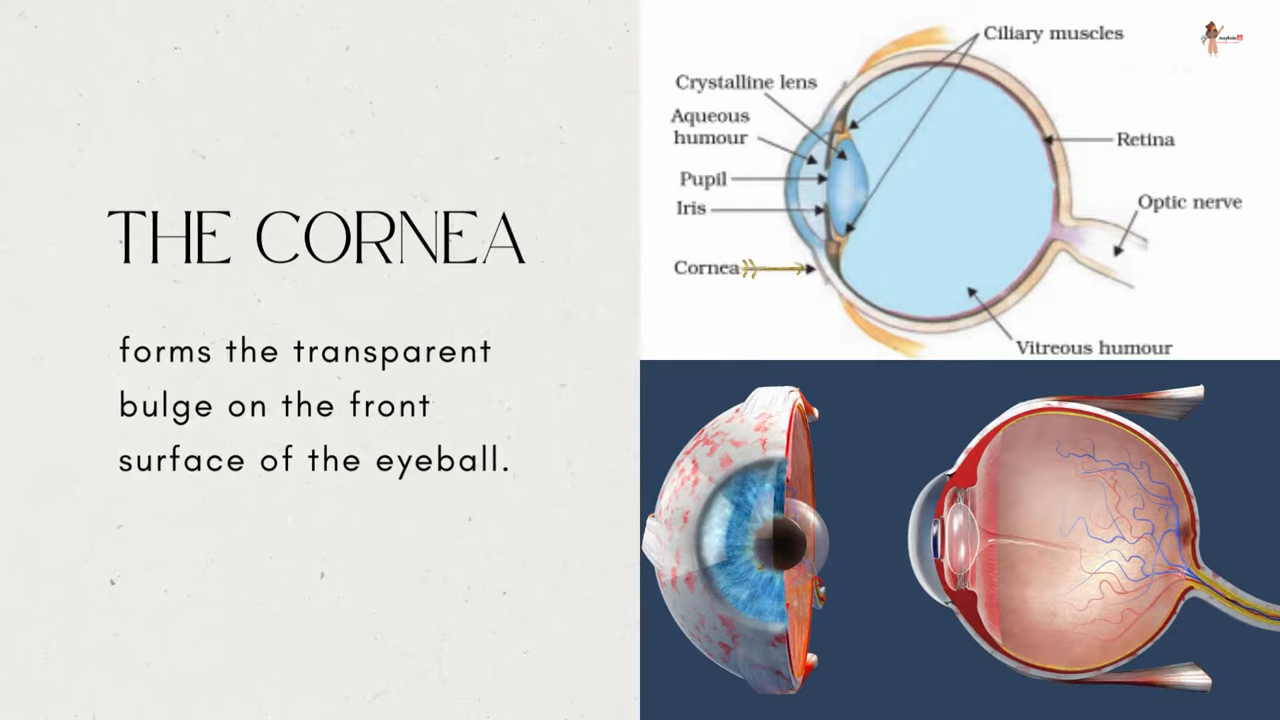 THE CORNEA
forms the transparent
bulge on the front
surface of the eyeball.
Ciliary muscles
Crystalline lens
Aqueous
humour
Pupil
Iris
Cornea
Retina
Optic nerve
Vitreous humour